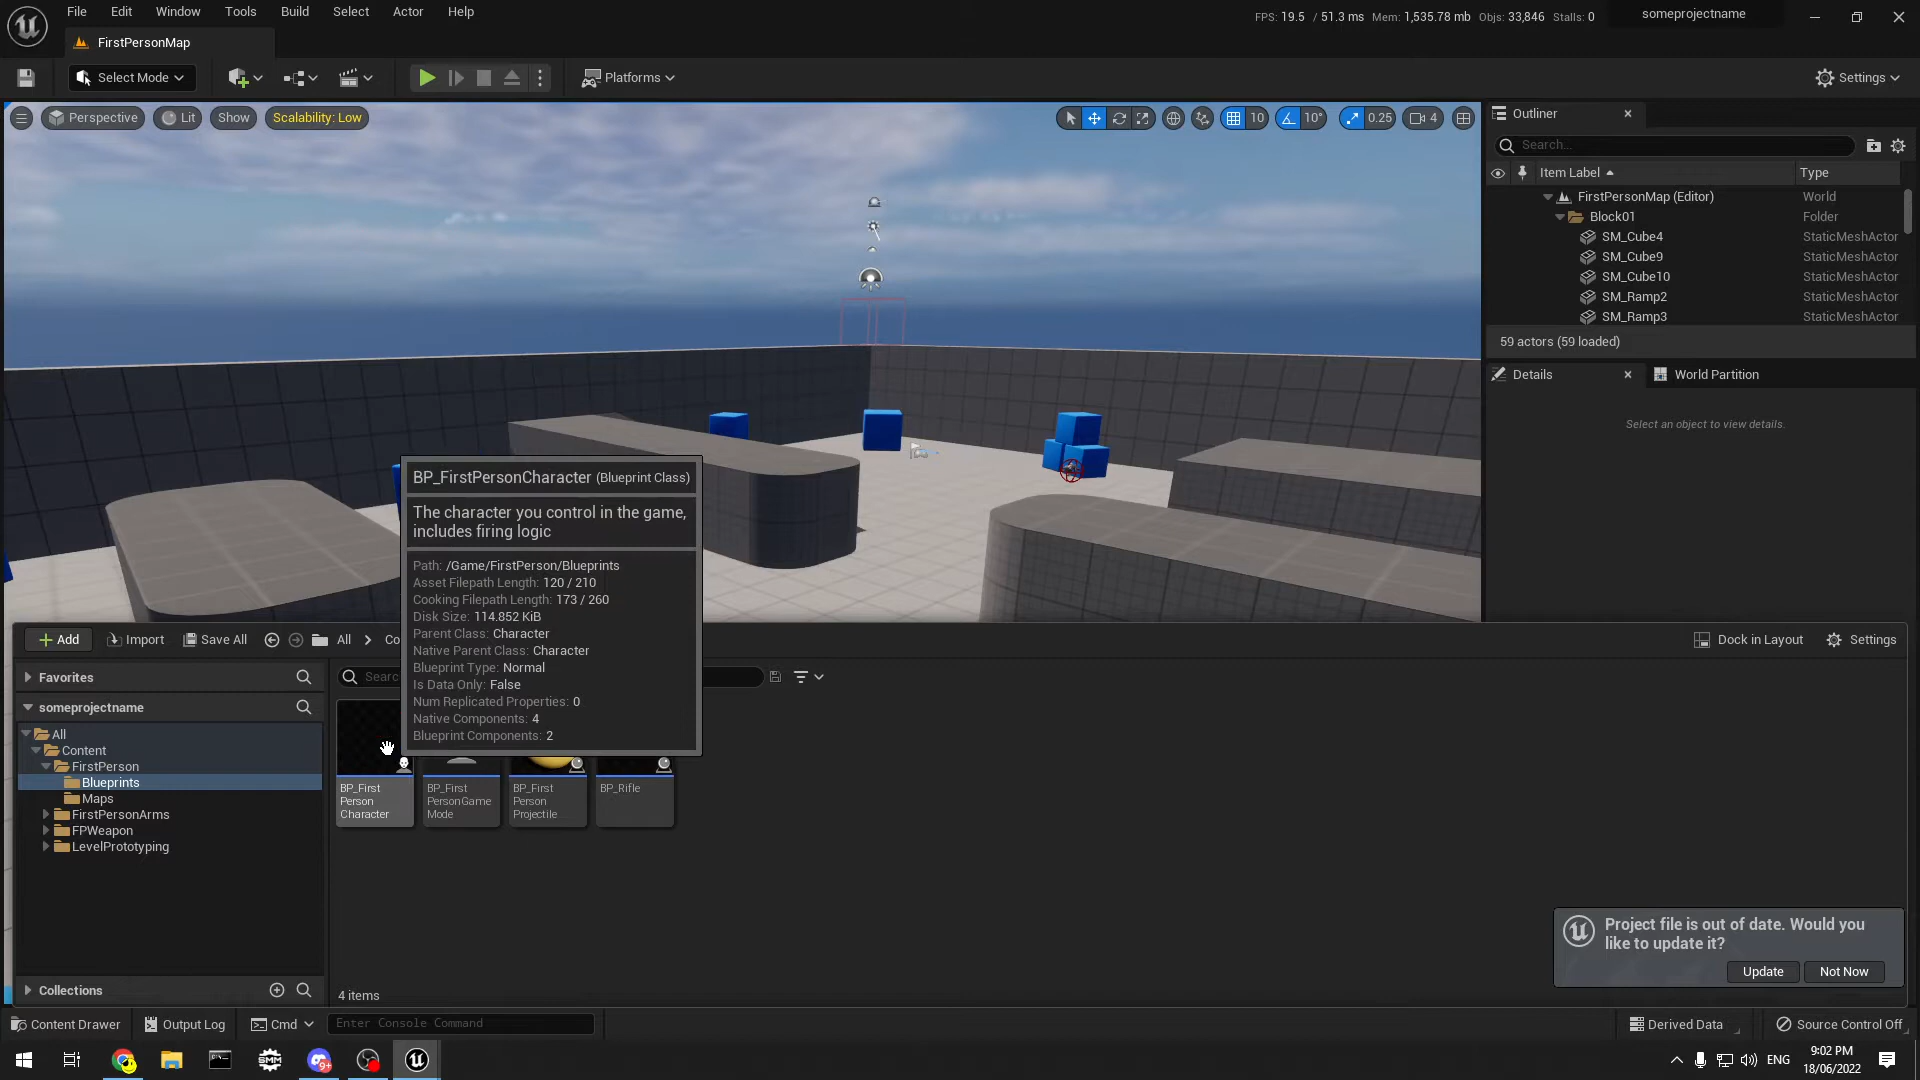 File Edit Window Tools Build Select Actor Help
FPS: 19.5 / 51.3 ms Mem: 1,535.78 mb Objs: 33,846 Stalls: 0 someprojectname
FirstPersonMap
Select Mode
Platforms
Settings
Perspective Lit Show Scalability: Low
10 10° 0.25 4
Outliner
Search...
Item Label Type
FirstPersonMap (Editor) World
Block01 Folder
SM_Cube4 StaticMeshActor
SM_Cube9 StaticMeshActor
SM_Cube10 StaticMeshActor
SM_Ramp2 StaticMeshActor
SM_Ramp3 StaticMeshActor
59 actors (59 loaded)
Details World Partition
Select an object to view details.
BP_FirstPersonCharacter (Blueprint Class)
The character you control in the game,
includes firing logic
Path: /Game/FirstPerson/Blueprints
Asset Filepath Length: 120 / 210
Cooking Filepath Length: 173 / 260
Disk Size: 114.852 KiB
Parent Class: Character
Native Parent Class: Character
Blueprint Type: Normal
Is Data Only: False
Num Replicated Properties: 0
Native Components: 4
Blueprint Components: 2
Add Import Save All All Co
Dock in Layout Settings
Favorites
Searc
someprojectname
All
Content
FirstPerson
Blueprints
Maps
FirstPersonArms
FPWeapon
LevelPrototyping
BP_First
Person
Character
BP_First
PersonGame
Mode
BP_First
Person
Projectile
BP_Rifle
Project file is out of date. Would you
like to update it?
Update Not Now
Collections
4 items
Content Drawer Output Log Cmd Enter Console Command
Derived Data Source Control Off
SMM
9+
ENG
9:02 PM
18/06/2022